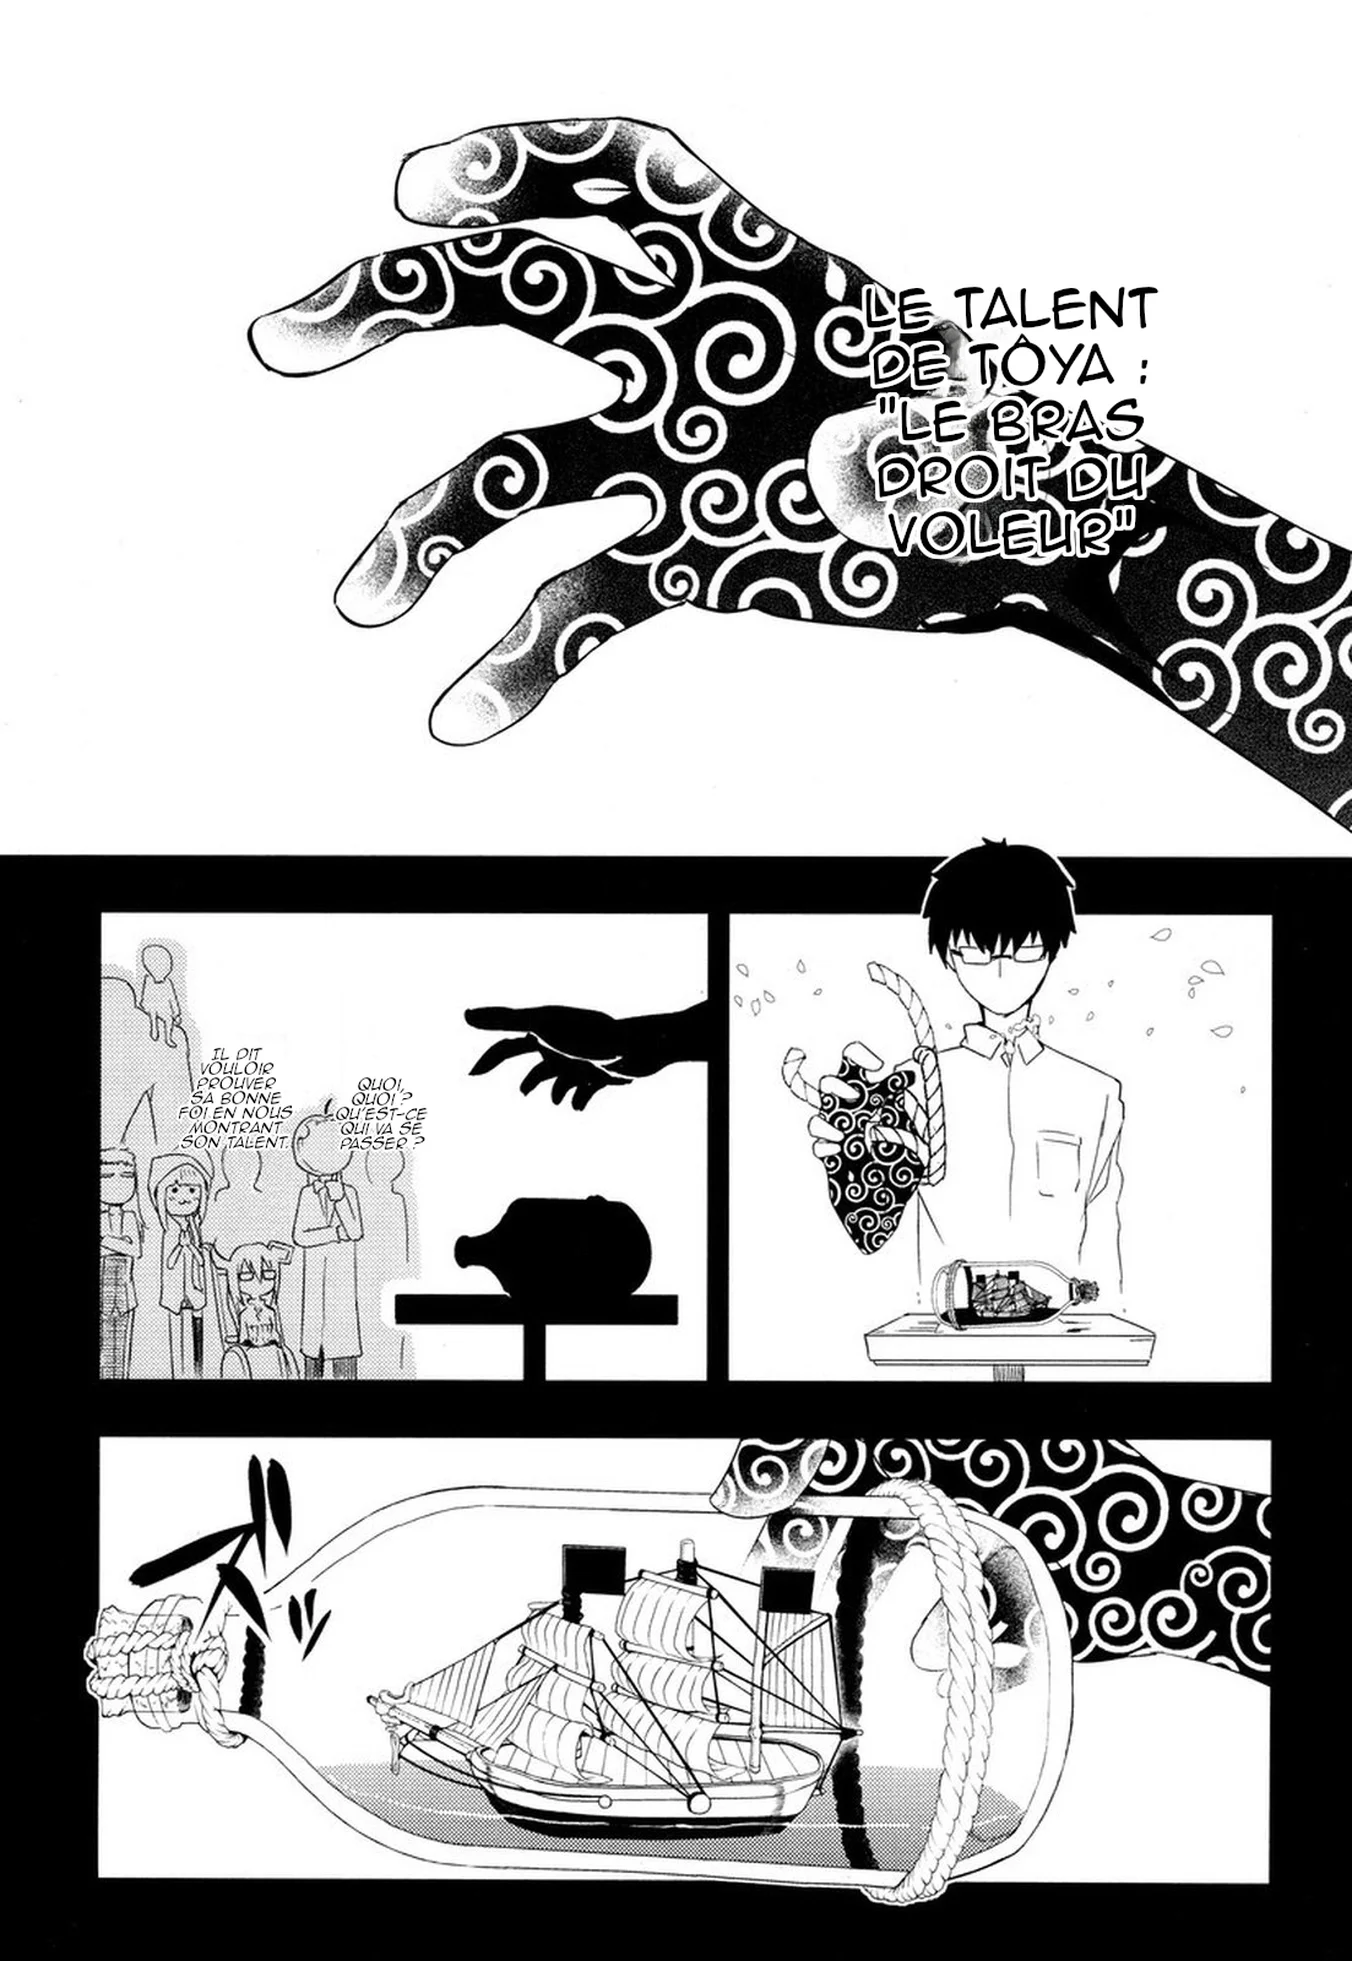 LE TALENT
DE TÔYA :
"LE BRAS
DROIT DU
VOLEUR"
IL DIT
VOULOIR
PROUVER
SA BONNE
FOI EN NOUS
MONTRANT
SON TALENT.
QUOI,
QUOI ?
QU'EST-CE
QUI VA SE
PASSER ?